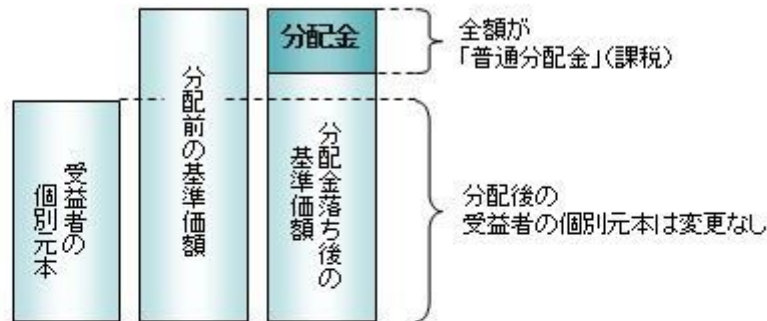 受益者の
個別元本
分配前の基準価額
分配金
分配金落ち後の
基準価額
全額が
「普通分配金」(課税)
分配後の
受益者の個別元本は変更なし